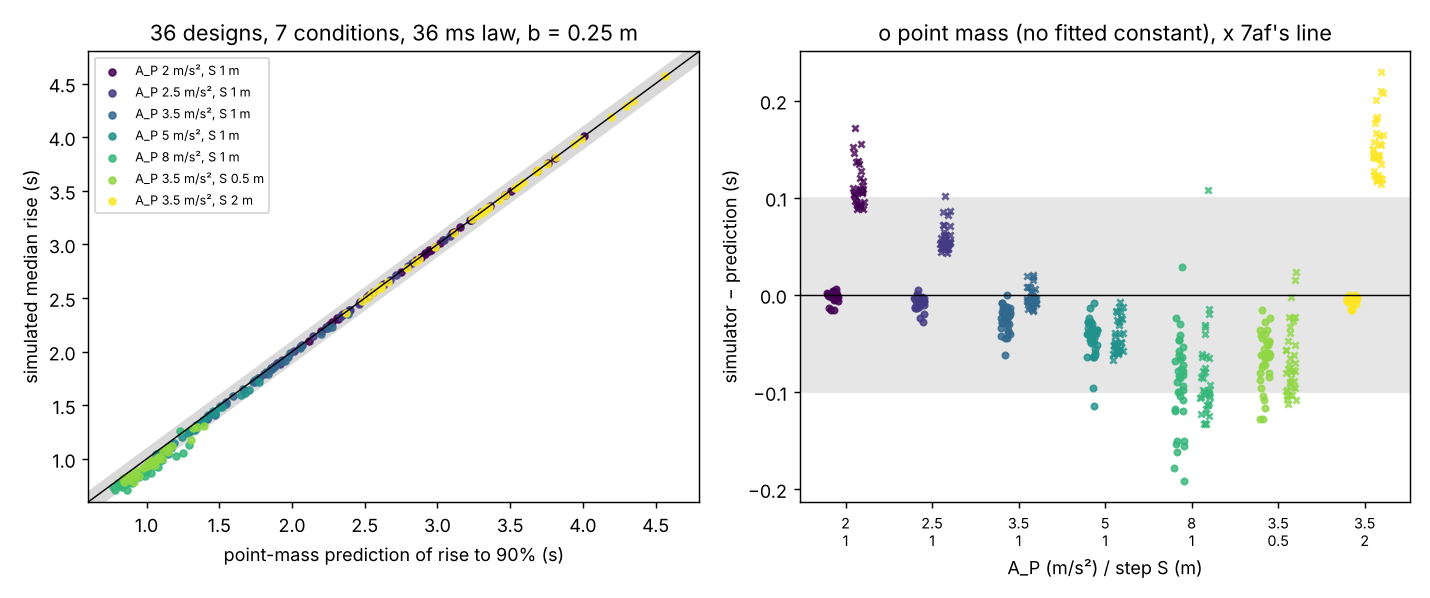 36 designs, 7 conditions, 36 ms law, b = 0.25 m
A_P 2 m/s², S 1 m
A_P 2.5 m/s², S 1 m
A_P 3.5 m/s², S 1 m
A_P 5 m/s², S 1 m
A_P 8 m/s², S 1 m
A_P 3.5 m/s², S 0.5 m
A_P 3.5 m/s², S 2 m
simulated median rise (s)
4.5
4.0
3.5
3.0
2.5
2.0
1.5
1.0
1.0 1.5 2.0 2.5 3.0 3.5 4.0 4.5
point-mass prediction of rise to 90% (s)
o point mass (no fitted constant), x 7af's line
simulator − prediction (s)
0.2
0.1
0.0
−0.1
−0.2
2 2.5 3.5 5 8 3.5 3.5
1 1 1 1 1 0.5 2
A_P (m/s²) / step S (m)